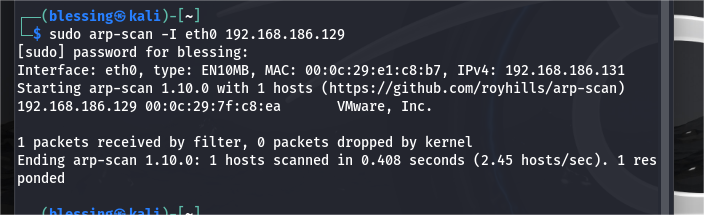 (blessing㉿kali)-[~]
$ sudo arp-scan -I eth0 192.168.186.129
[sudo] password for blessing:
Interface: eth0, type: EN10MB, MAC: 00:0c:29:e1:c8:b7, IPv4: 192.168.186.131
Starting arp-scan 1.10.0 with 1 hosts (https://github.com/royhills/arp-scan)
192.168.186.129 00:0c:29:7f:c8:ea       VMware, Inc.
1 packets received by filter, 0 packets dropped by kernel
Ending arp-scan 1.10.0: 1 hosts scanned in 0.408 seconds (2.45 hosts/sec). 1 res
ponded
(blessing㉿kali)-[~]